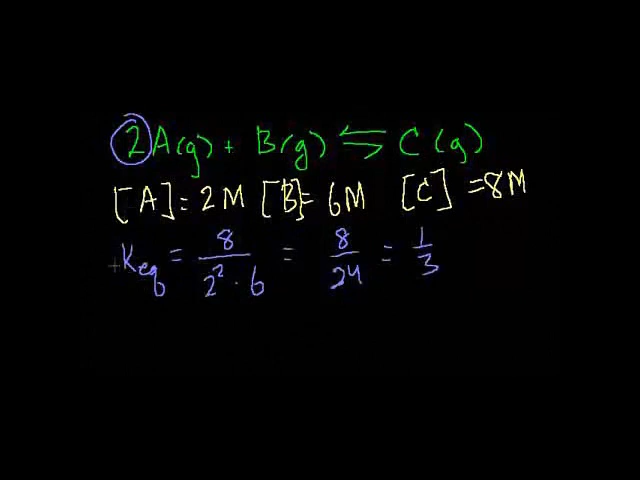 2A(g) + B(g) ⇌ C(g)
[A] = 2M [B] = 6M [C] = 8M
Keq = 8/(2² · 6) = 8/24 = 1/3